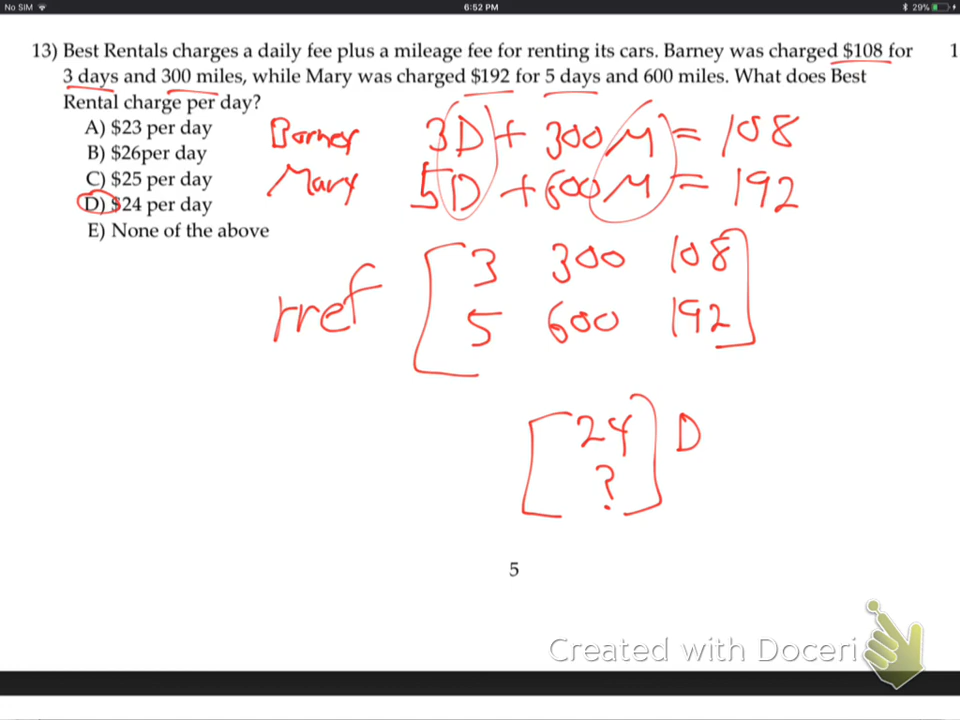 No SIM 6:52 PM 29%
13) Best Rentals charges a daily fee plus a mileage fee for renting its cars. Barney was charged $108 for 1
3 days and 300 miles, while Mary was charged $192 for 5 days and 600 miles. What does Best
Rental charge per day?
A) $23 per day
B) $26per day
C) $25 per day
D) $24 per day
E) None of the above
Barney 3D + 300M = 108
Mary 5D + 600M = 192
rref [ 3 300 108
5 600 192 ]
[ 24 ] D
?
5
Created with Doceri